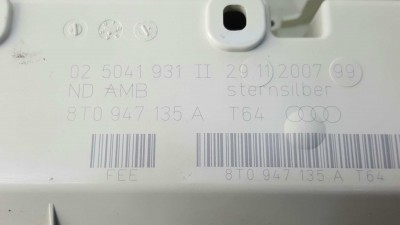 02 5041 931 II 29 11 2007 99
ND AMB sternsilber
8T0 947 135 A T64
FEE 8T0 947 135 A T64